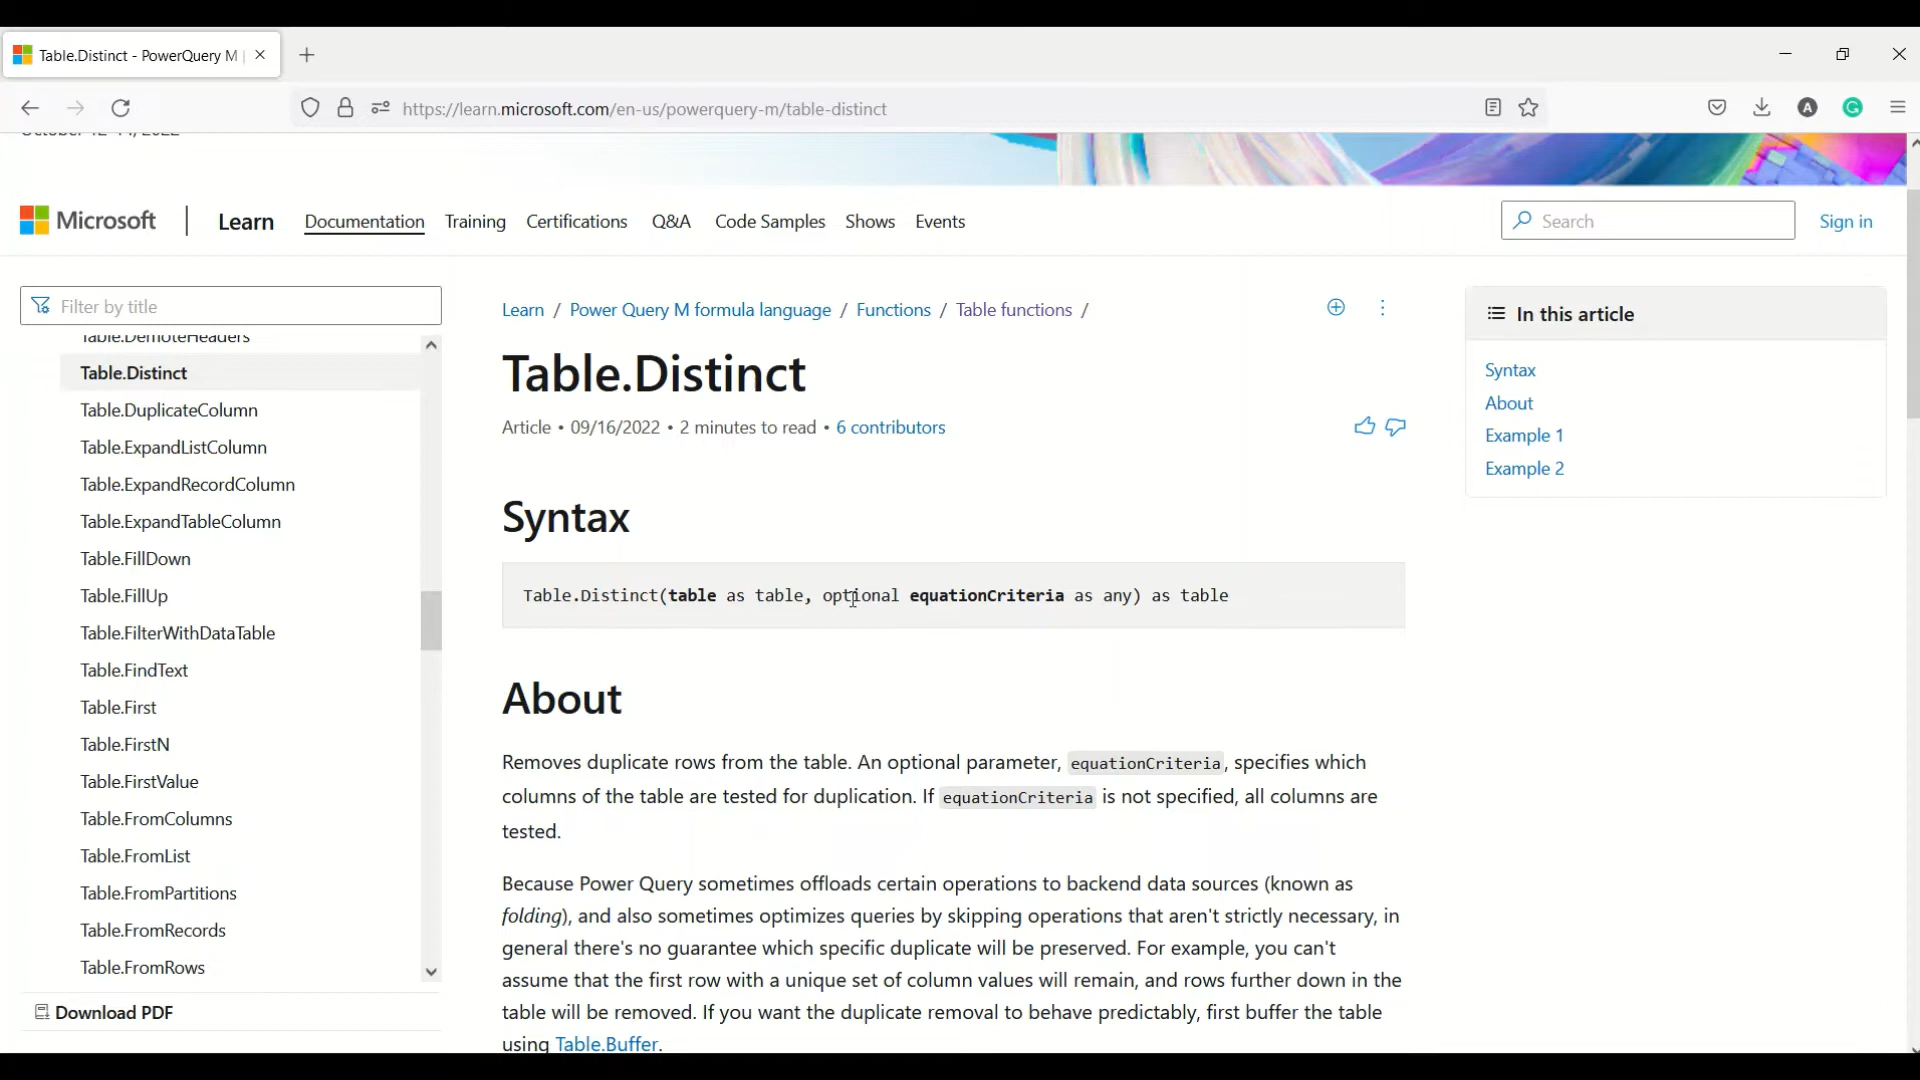 Table.Distinct - PowerQuery M |
https://learn.microsoft.com/en-us/powerquery-m/table-distinct
A
G
Microsoft
Learn
Documentation
Training
Certifications
Q&A
Code Samples
Shows
Events
Search
Sign in
Filter by title
Table.DemoteHeaders
Table.Distinct
Table.DuplicateColumn
Table.ExpandListColumn
Table.ExpandRecordColumn
Table.ExpandTableColumn
Table.FillDown
Table.FillUp
Table.FilterWithDataTable
Table.FindText
Table.First
Table.FirstN
Table.FirstValue
Table.FromColumns
Table.FromList
Table.FromPartitions
Table.FromRecords
Table.FromRows
Download PDF
Learn / Power Query M formula language / Functions / Table functions /
Table.Distinct
Article • 09/16/2022 • 2 minutes to read • 6 contributors
Syntax
Table.Distinct(table as table, optional equationCriteria as any) as table
About
Removes duplicate rows from the table. An optional parameter, equationCriteria, specifies which
columns of the table are tested for duplication. If equationCriteria is not specified, all columns are
tested.
Because Power Query sometimes offloads certain operations to backend data sources (known as
folding), and also sometimes optimizes queries by skipping operations that aren't strictly necessary, in
general there's no guarantee which specific duplicate will be preserved. For example, you can't
assume that the first row with a unique set of column values will remain, and rows further down in the
table will be removed. If you want the duplicate removal to behave predictably, first buffer the table
using Table.Buffer.
In this article
Syntax
About
Example 1
Example 2